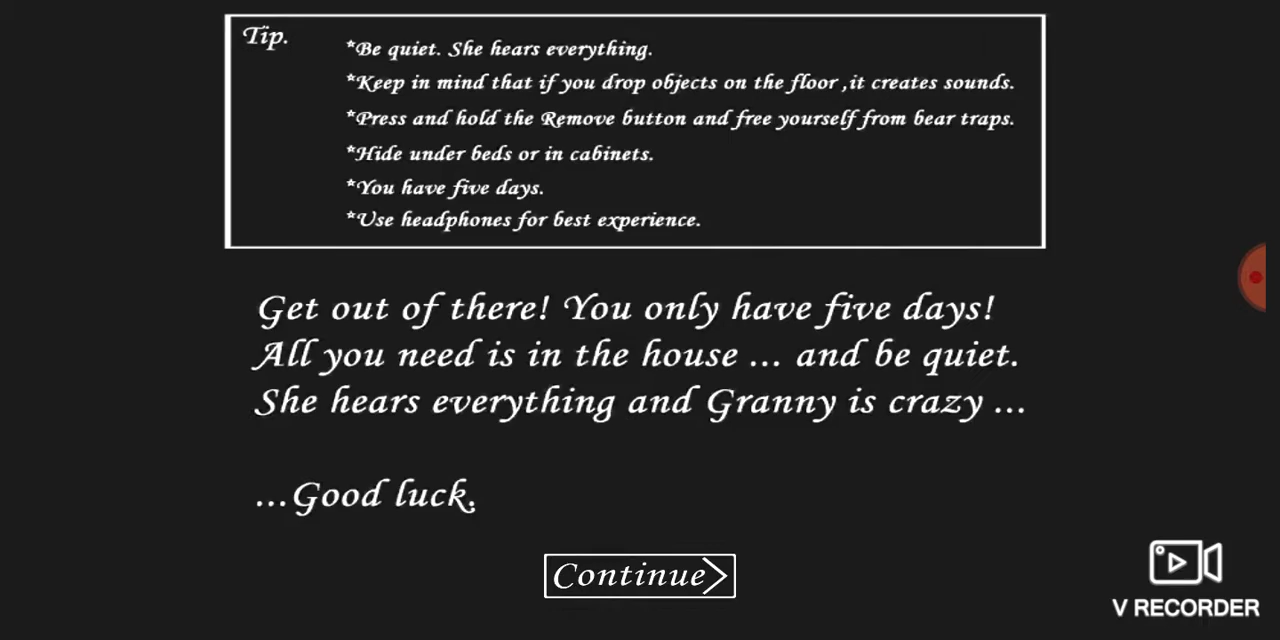 Tip.
*Be quiet. She hears everything.
*Keep in mind that if you drop objects on the floor ,it creates sounds.
*Press and hold the Remove button and free yourself from bear traps.
*Hide under beds or in cabinets.
*You have five days.
*Use headphones for best experience.
Get out of there! You only have five days!
All you need is in the house ... and be quiet.
She hears everything and Granny is crazy ...
...Good luck.
Continue
V RECORDER